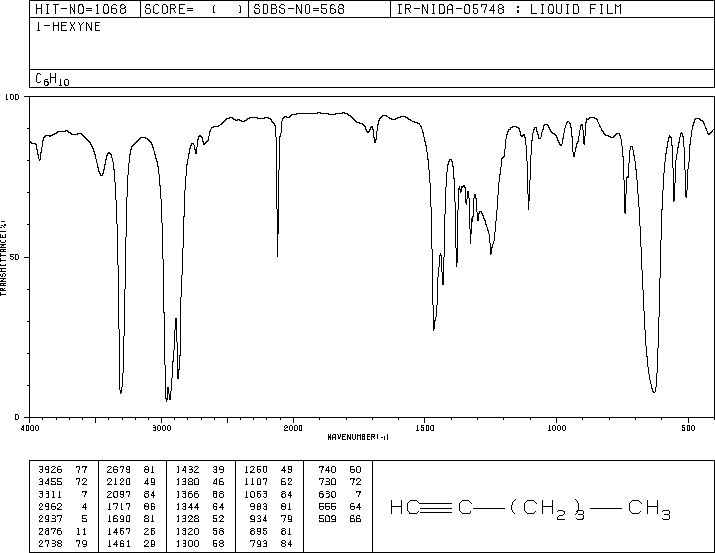 HIT-NO=1068 SCORE= ( ) SDBS-NO=568 IR-NIDA-05748 : LIQUID FILM
1-HEXYNE
C6H10
100
50
0
TRANSMITTANCE(%)
4000 3000 2000 1500 1000 500
WAVENUMBER(-1)
3926 77 2679 81 1432 39 1250 49 740 60
3455 72 2120 49 1380 46 1107 62 730 72
3311 7 2097 84 1366 68 1063 84 630 7
2962 4 1717 86 1344 64 983 81 555 64
2937 5 1690 81 1328 52 934 79 509 66
2876 11 1467 26 1320 58 895 81
2738 79 1461 29 1300 58 793 84
HC≡C—(CH2)3—CH3